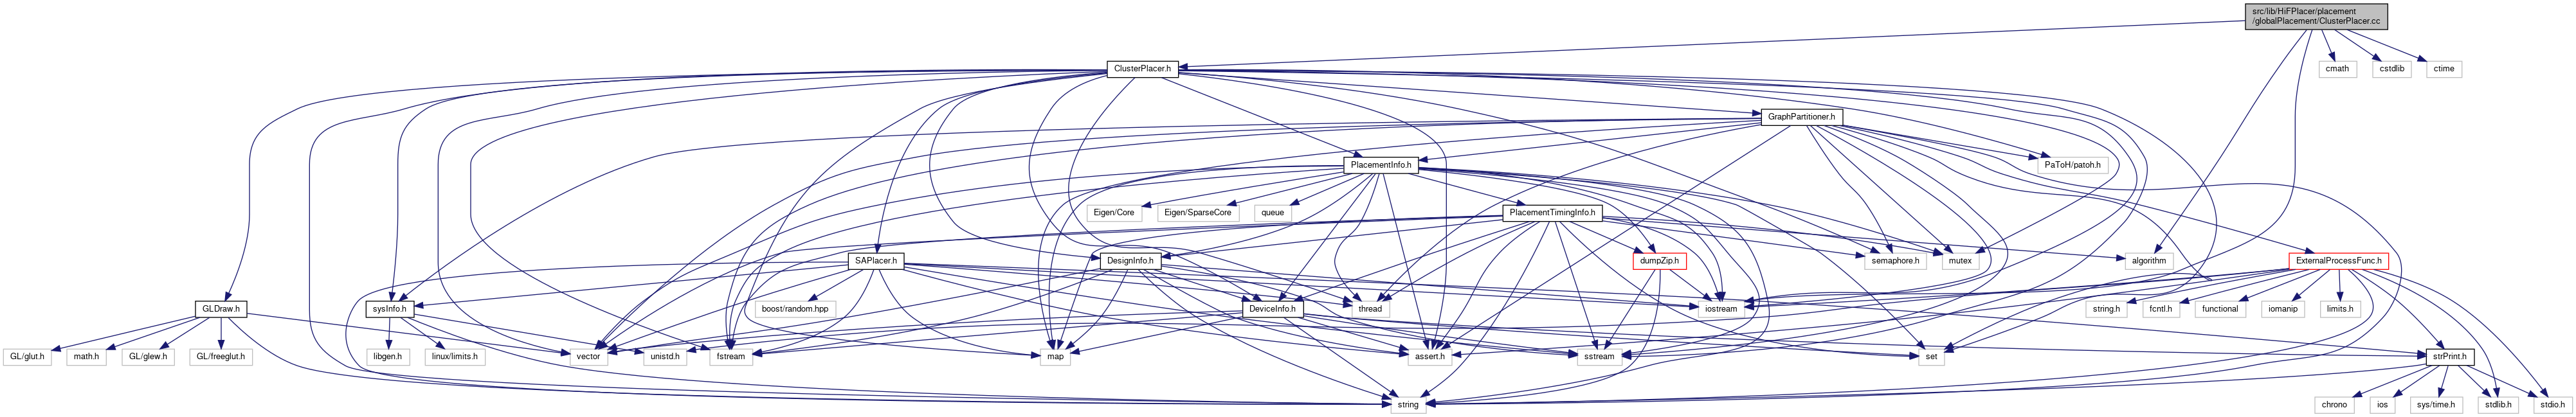 src/lib/HiFPlacer/placement
/globalPlacement/ClusterPlacer.cc
ClusterPlacer.h
cmath
cstdlib
ctime
GraphPartitioner.h
PlacementInfo.h
PaToH/patoh.h
Eigen/Core
Eigen/SparseCore
queue
PlacementTimingInfo.h
SAPlacer.h
DesignInfo.h
dumpZip.h
semaphore.h
mutex
algorithm
ExternalProcessFunc.h
GLDraw.h
sysInfo.h
boost/random.hpp
thread
DeviceInfo.h
iostream
string.h
fcntl.h
functional
iomanip
limits.h
GL/glut.h
math.h
GL/glew.h
GL/freeglut.h
libgen.h
linux/limits.h
vector
unistd.h
fstream
map
assert.h
sstream
set
strPrint.h
string
chrono
ios
sys/time.h
stdlib.h
stdio.h